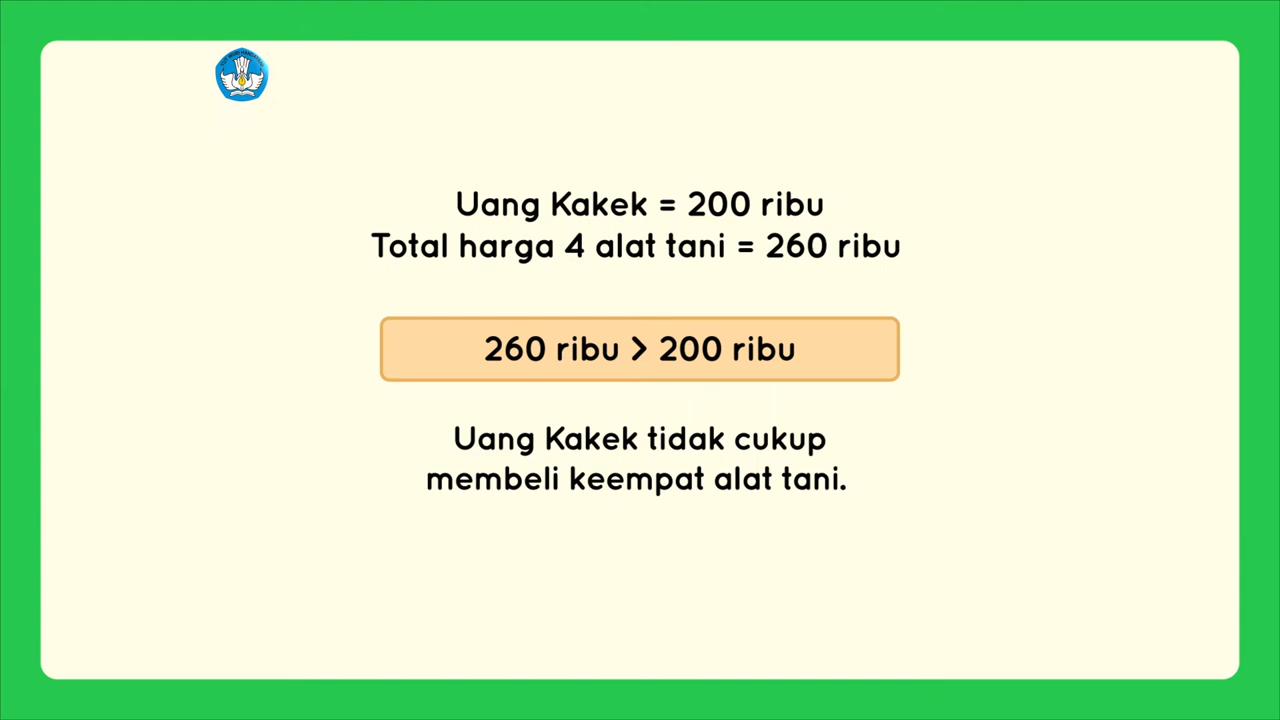 Uang Kakek = 200 ribu
Total harga 4 alat tani = 260 ribu
260 ribu > 200 ribu
Uang Kakek tidak cukup
membeli keempat alat tani.